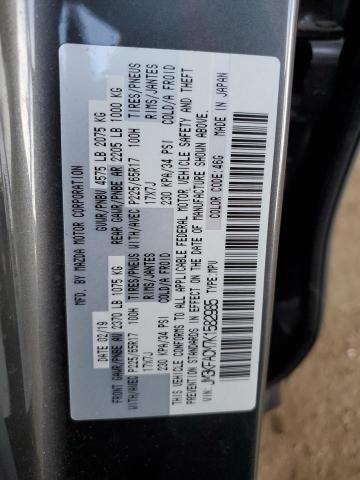 MFD. BY MAZDA MOTOR CORPORATION
DATE: 02/19 GVWR/PNBV 4575 LB 2075 KG
FRONT GAWR/PNBE AV 2370 LB 1075 KG REAR GAWR/PNBE AR 2205 LB 1000 KG
WITH/AVEC P225/65R17 100H TIRES/PNEUS WITH/AVEC P225/65R17 100H TIRES/PNEUS
17X7J RIMS/JANTES 17X7J RIMS/JANTES
230 KPA/34 PSI COLD/A FROID 230 KPA/34 PSI COLD/A FROID
THIS VEHICLE CONFORMS TO ALL APPLICABLE FEDERAL MOTOR VEHICLE SAFETY AND
THEFT PREVENTION STANDARDS IN EFFECT ON THE DATE OF MANUFACTURE SHOWN ABOVE.
VIN: TYPE: MPV COLOR CODE: 46G MADE IN JAPAN